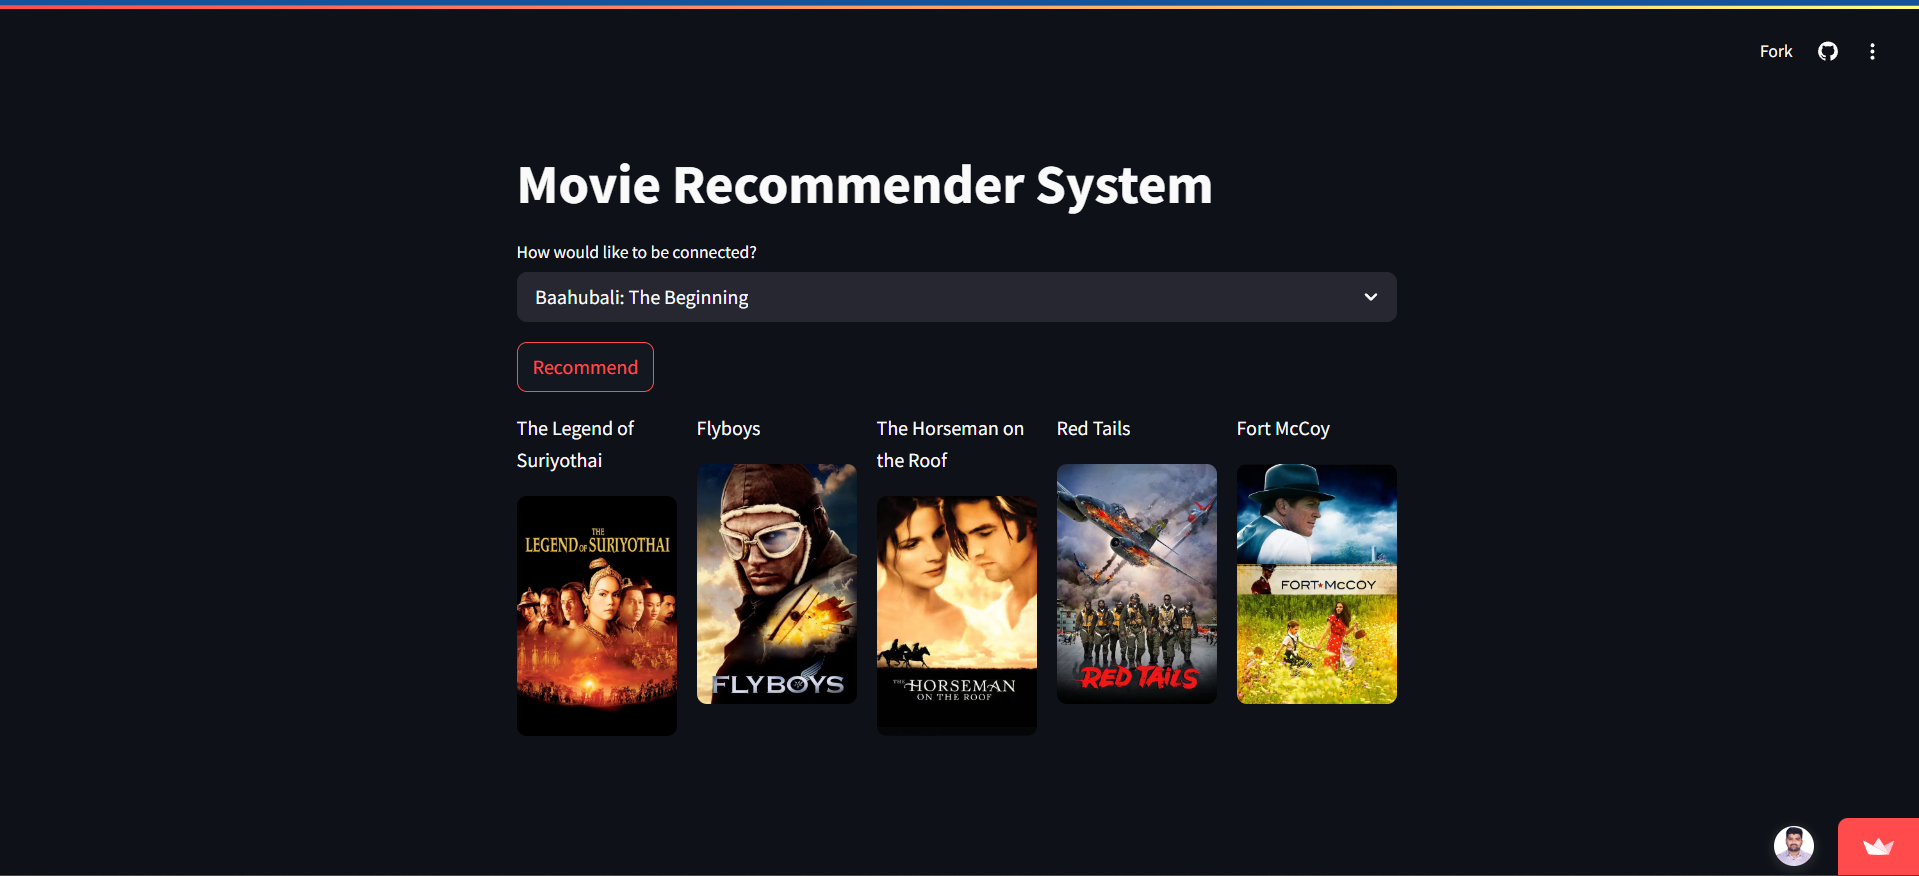 Fork
Movie Recommender System
How would like to be connected?
Baahubali: The Beginning
Recommend
The Legend of
Suriyothai
Flyboys
The Horseman on
the Roof
Red Tails
Fort McCoy
THE
LEGEND OF SURIYOTHAI
FLYBOYS
THE HORSEMAN
ON THE ROOF
RED TAILS
FORT★McCOY